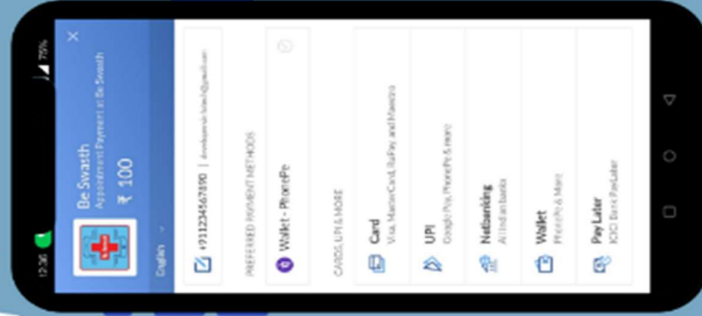 12:36
75%
Be Swasth
Appointment Payment at Be Swasth
₹ 100
English
+911234567890
PREFERRED PAYMENT METHODS
Wallet - PhonePe
CARDS, UPI & MORE
Card
Visa, MasterCard, RuPay, and Maestro
UPI
Google Pay, PhonePe & more
Netbanking
All Indian banks
Wallet
PhonePe & More
Pay Later
ICICI Bank PayLater